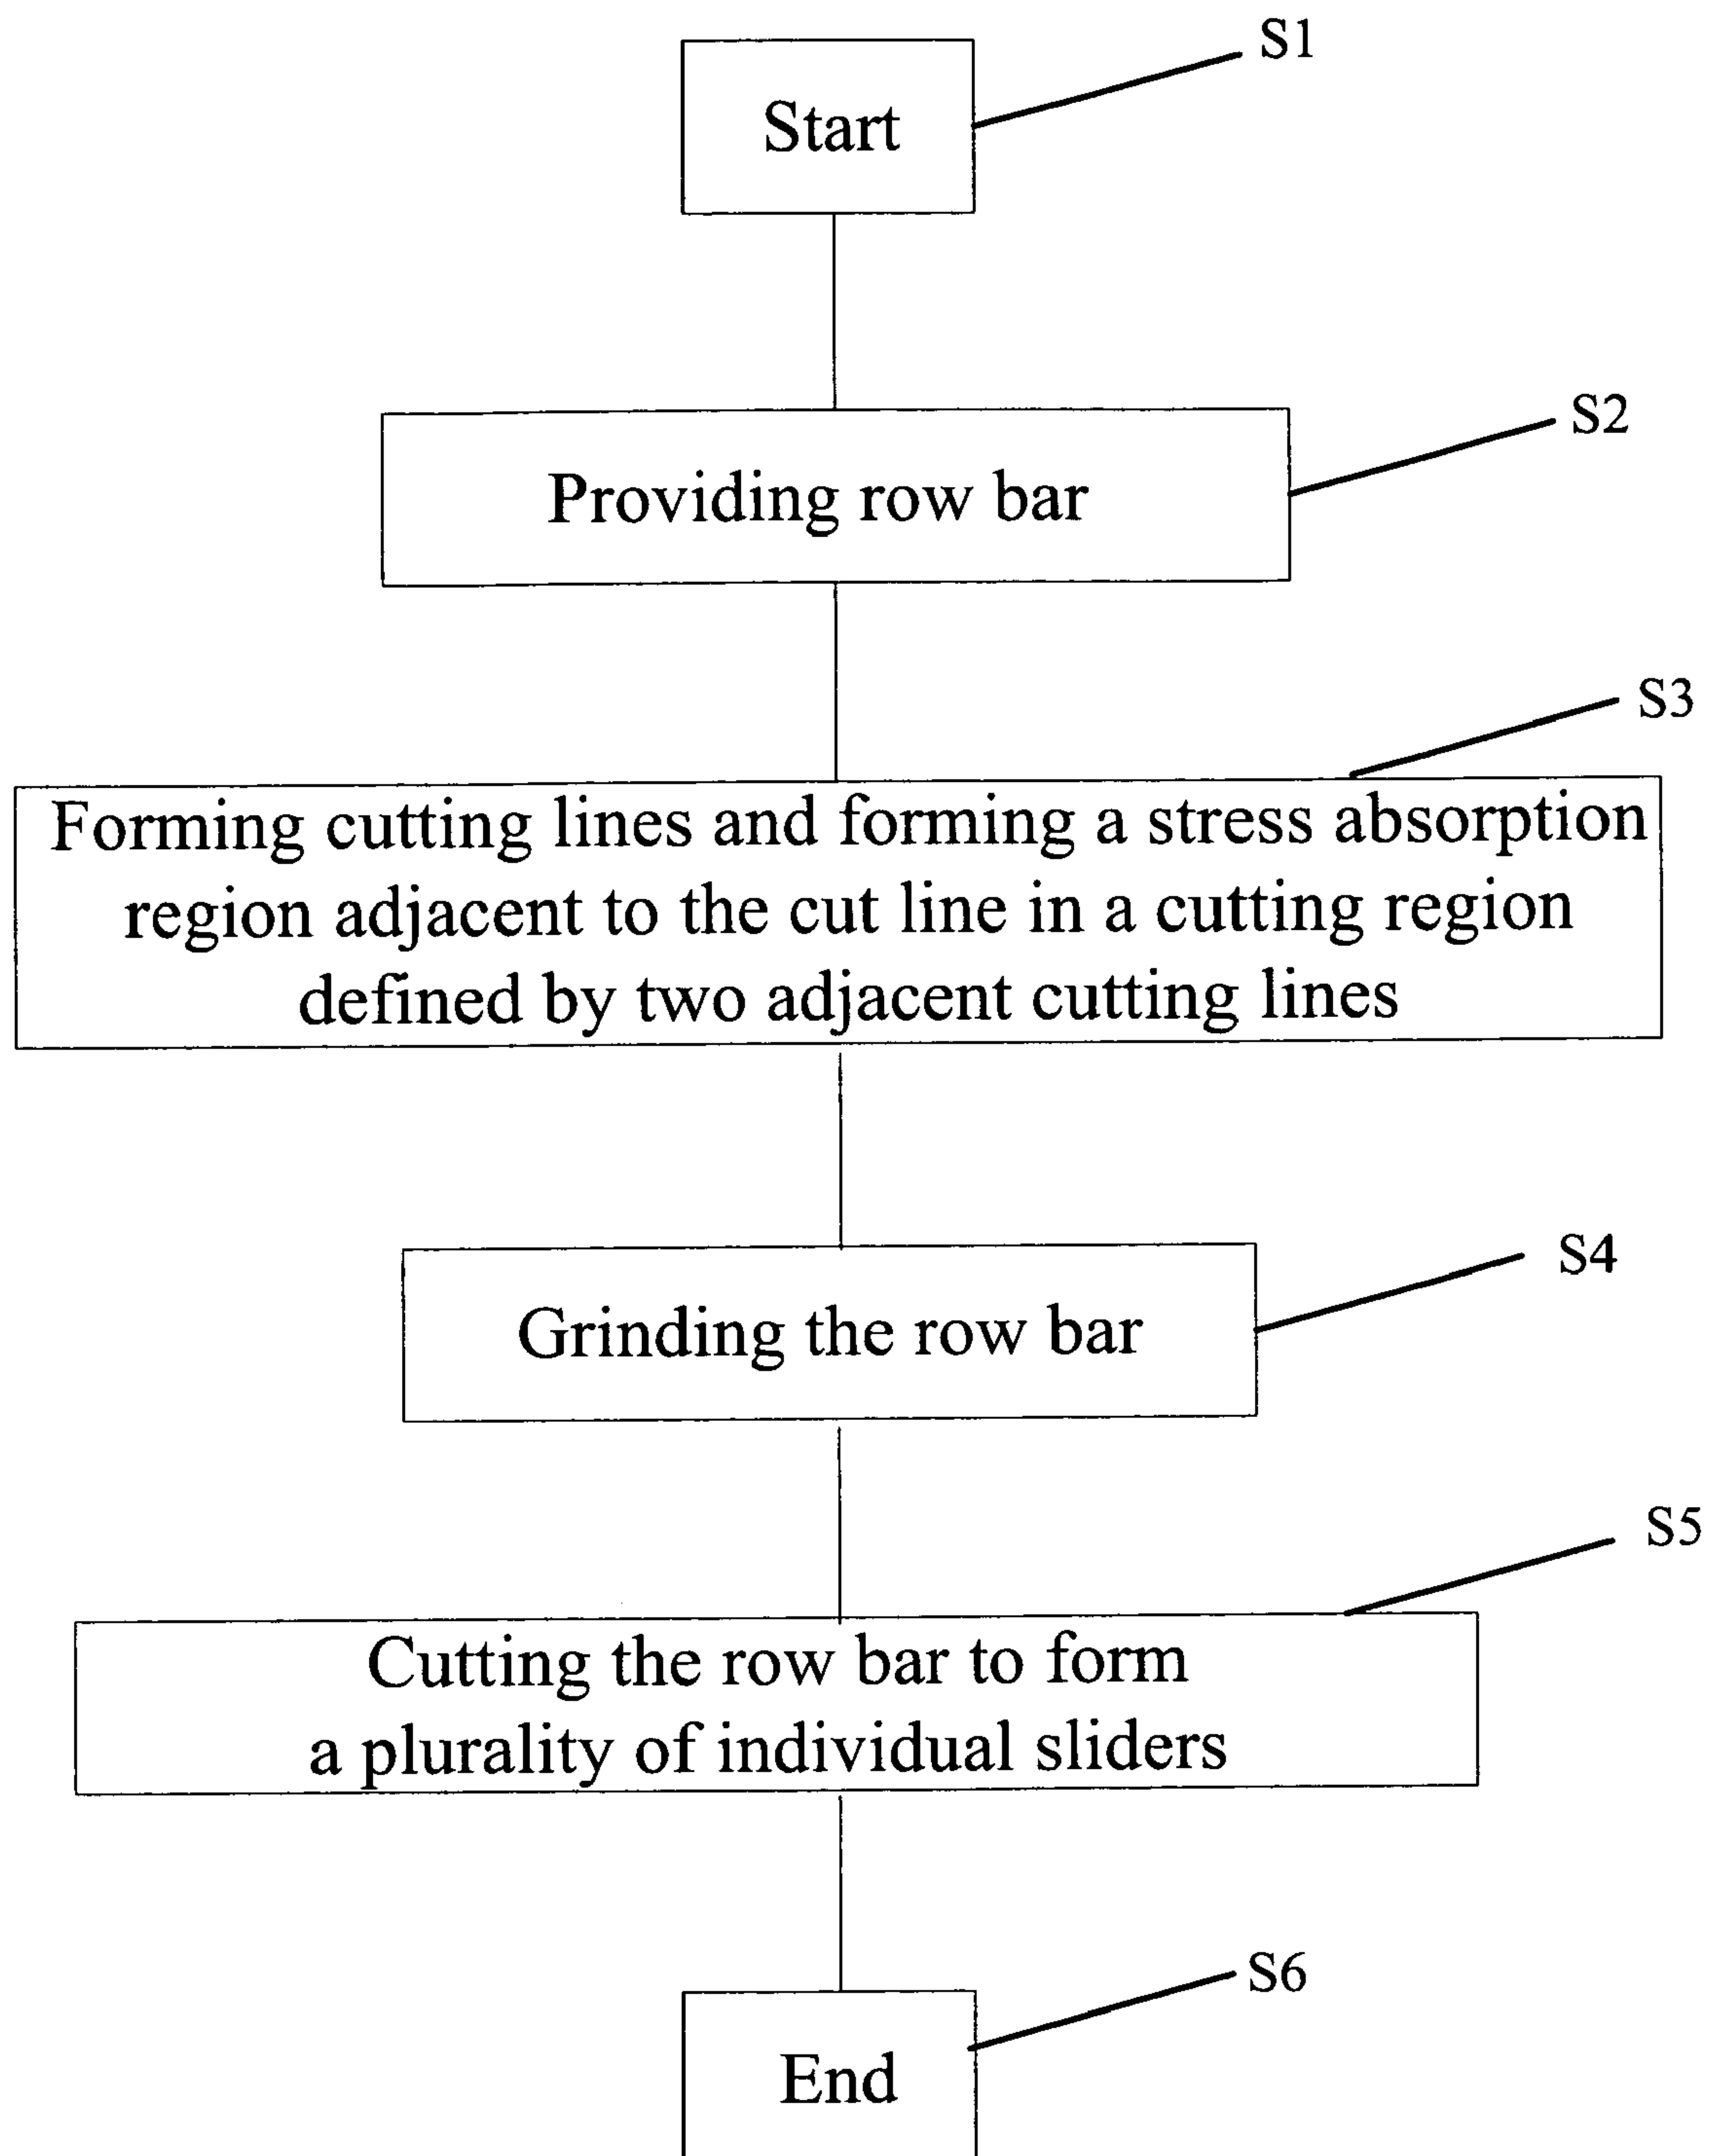 S1
Start
S2
Providing row bar
S3
Forming cutting lines and forming a stress absorption
region adjacent to the cut line in a cutting region
defined by two adjacent cutting lines
S4
Grinding the row bar
S5
Cutting the row bar to form
a plurality of individual sliders
S6
End